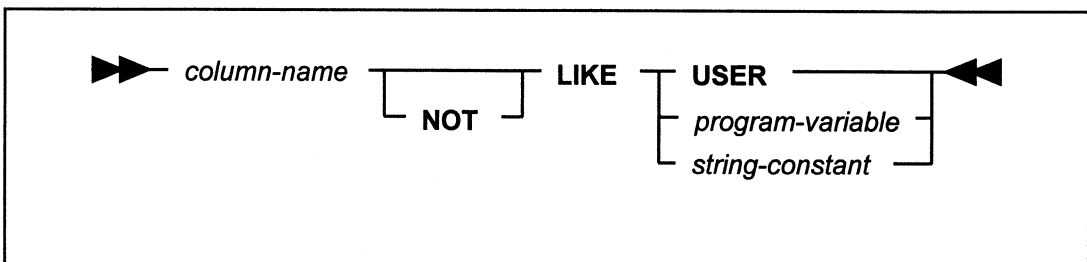 column-name LIKE USER
NOT program-variable
string-constant